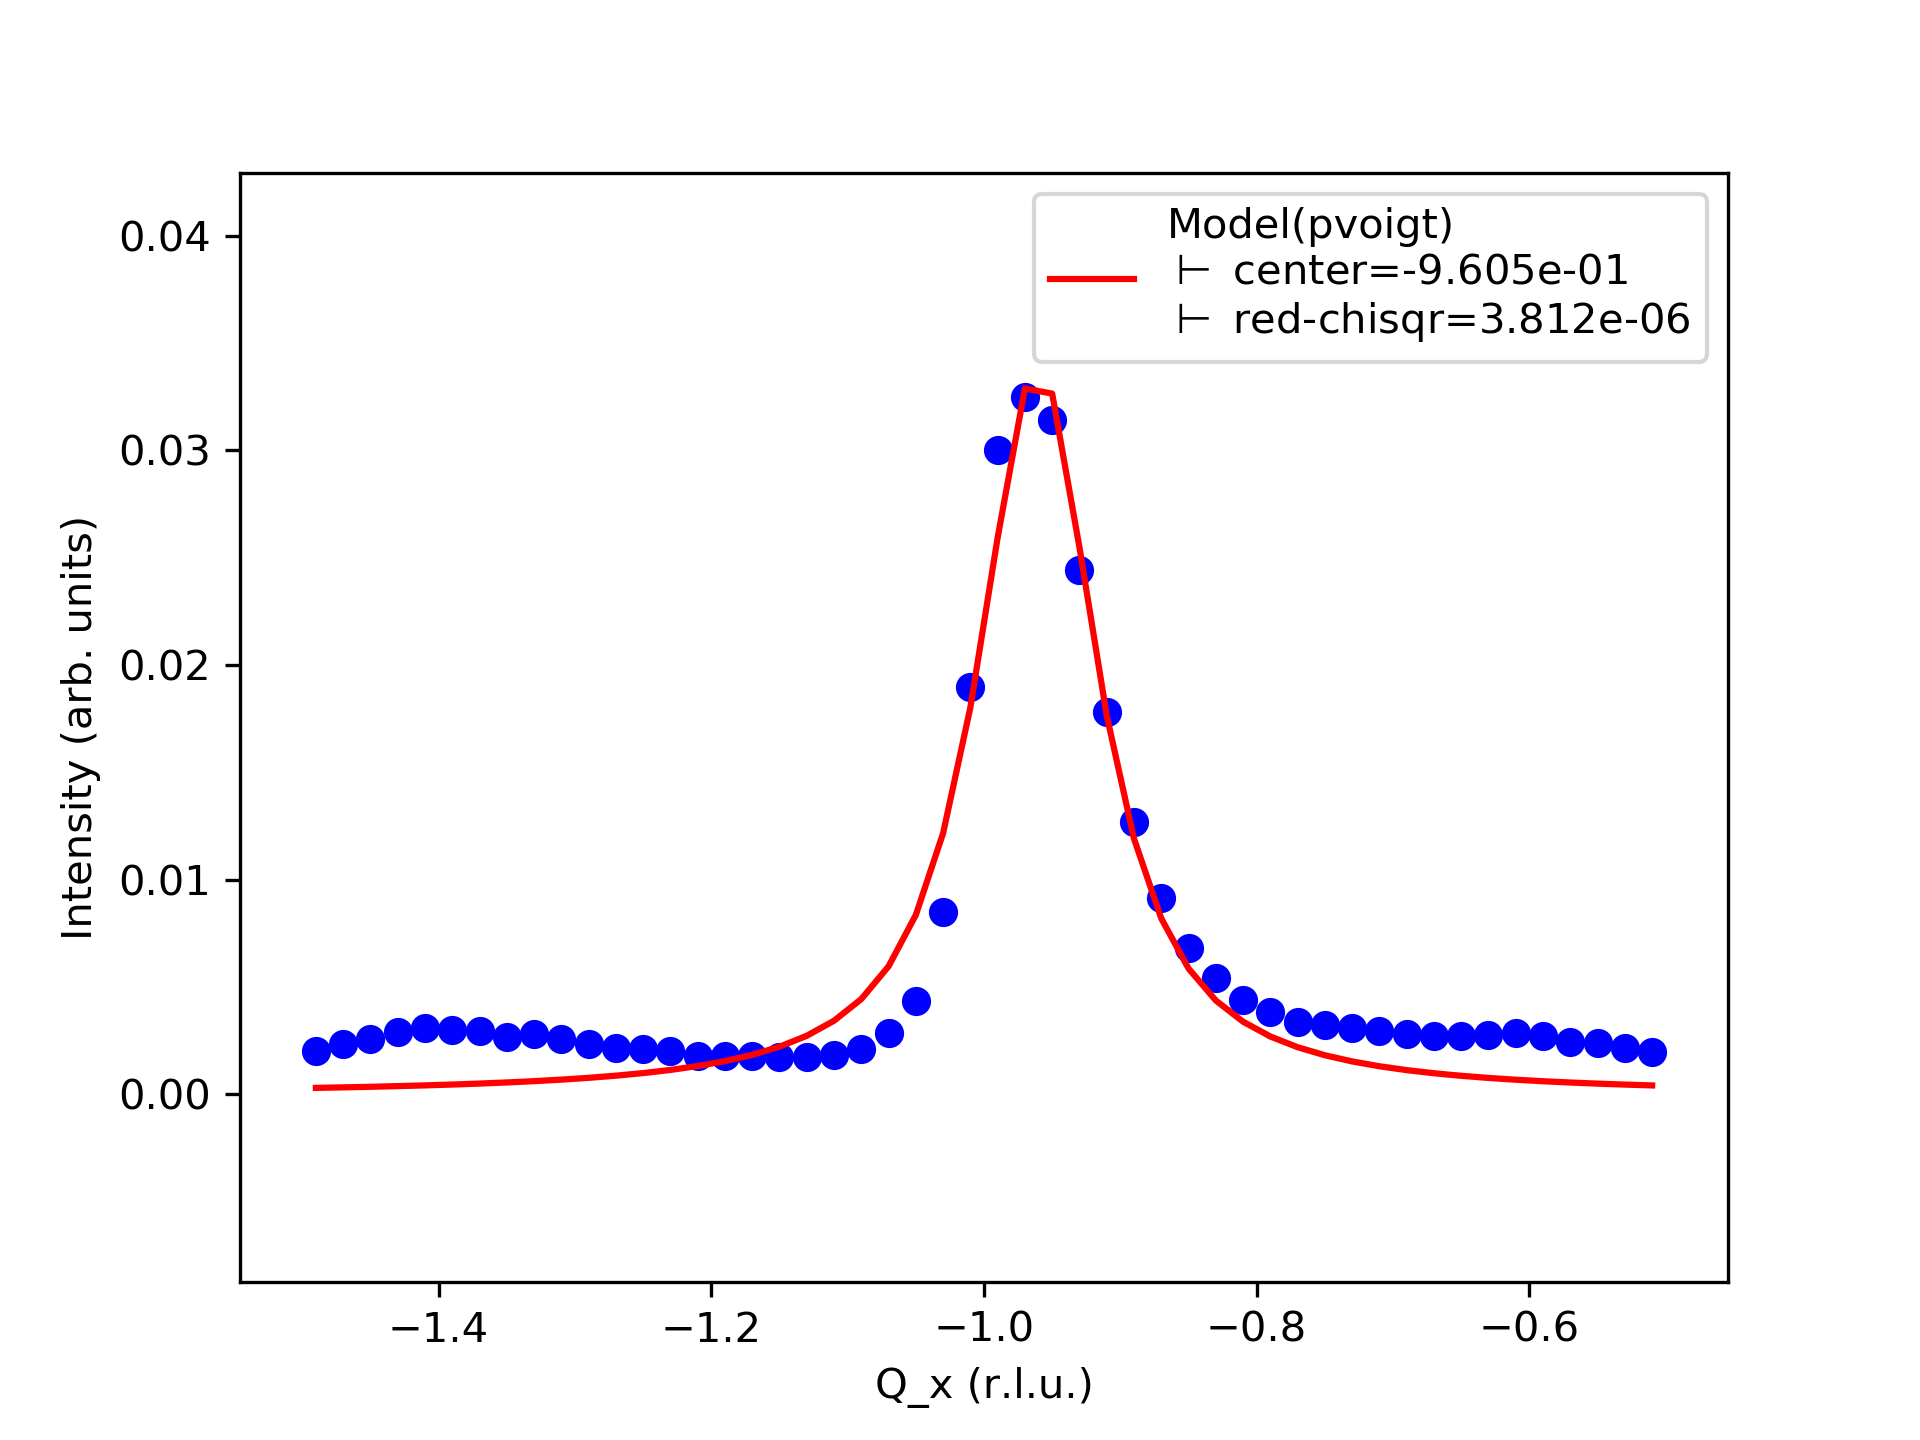 Model(pvoigt)
⊢ center=-9.605e-01
⊢ red-chisqr=3.812e-06
0.04
0.03
0.02
0.01
0.00
Intensity (arb. units)
−1.4 −1.2 −1.0 −0.8 −0.6
Q_x (r.l.u.)